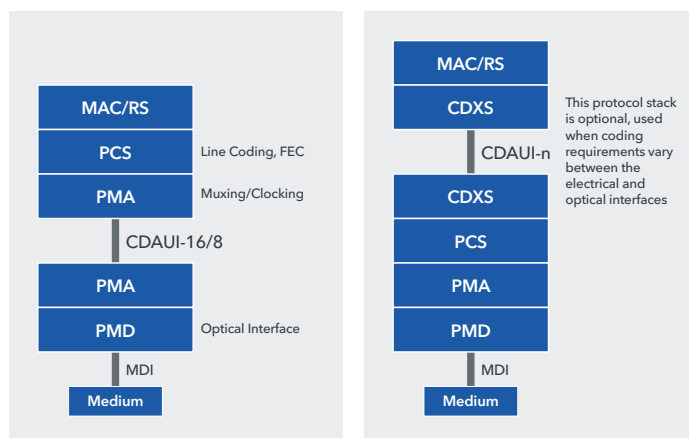 MAC/RS
PCS
Line Coding, FEC
PMA
Muxing/Clocking
CDAUI-16/8
PMA
PMD
Optical Interface
MDI
Medium
MAC/RS
CDXS
CDAUI-n
CDXS
PCS
PMA
PMD
MDI
Medium
This protocol stack
is optional, used
when coding
requirements vary
between the
electrical and
optical interfaces